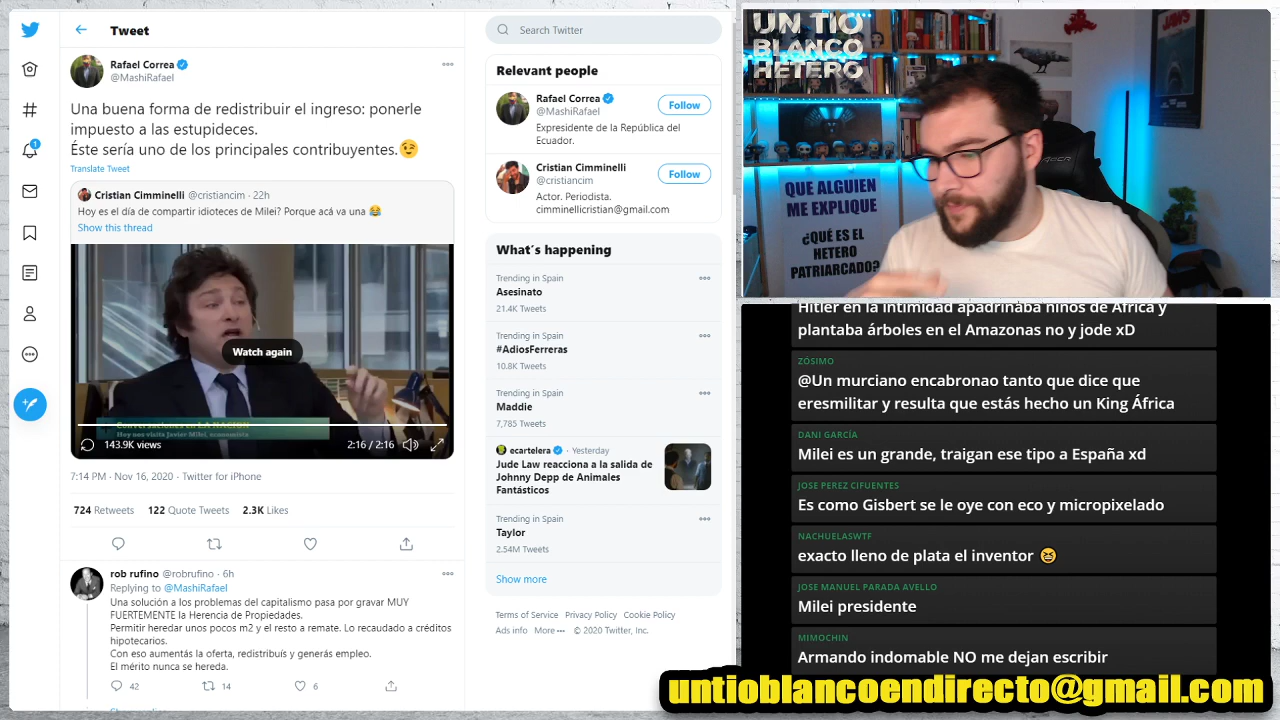 Tweet
Rafael Correa
@MashiRafael
Una buena forma de redistribuir el ingreso: ponerle
impuesto a las estupideces.
Éste sería uno de los principales contribuyentes.😉
Translate Tweet
Cristian Cimminelli @cristiancim · 22h
Hoy es el día de compartir idioteces de Milei? Porque acá va una 😂
Show this thread
Watch again
Conversaciones en LA NACION
Hoy nos visita Javier Milei, economista
143.9K views
2:16 / 2:16
7:14 PM · Nov 16, 2020 · Twitter for iPhone
724 Retweets 122 Quote Tweets 2.3K Likes
rob rufino @robrufino · 6h
Replying to @MashiRafael
Una solución a los problemas del capitalismo pasa por gravar MUY
FUERTEMENTE la Herencia de Propiedades.
Permitir heredar unos pocos m2 y el resto a remate. Lo recaudado a créditos
hipotecarios.
Con eso aumentás la oferta, redistribuís y generás empleo.
El mérito nunca se hereda.
42 14 6
1
Search Twitter
Relevant people
Rafael Correa
@MashiRafael
Follow
Expresidente de la República del
Ecuador.
Cristian Cimminelli
@cristiancim
Follow
Actor. Periodista.
cimminellicristian@gmail.com
What's happening
Trending in Spain
Asesinato
21.4K Tweets
Trending in Spain
#AdiosFerreras
10.8K Tweets
Trending in Spain
Maddie
7,785 Tweets
ecartelera · Yesterday
Jude Law reacciona a la salida de
Johnny Depp de Animales
Fantásticos
Trending in Spain
Taylor
2.54M Tweets
Show more
Terms of Service Privacy Policy Cookie Policy
Ads info More ··· © 2020 Twitter, Inc.
UN TIO
BLANCO
HETERO
QUE ALGUIEN
ME EXPLIQUE
¿QUÉ ES EL
HETERO
PATRIARCADO?
Hitler en la intimidad apadrinaba niños de África y
plantaba árboles en el Amazonas no y jode xD
ZÓSIMO
@Un murciano encabronao tanto que dice que
eresmilitar y resulta que estás hecho un King África
DANI GARCÍA
Milei es un grande, traigan ese tipo a España xd
JOSE PEREZ CIFUENTES
Es como Gisbert se le oye con eco y micropixelado
NACHUELASWTF
exacto lleno de plata el inventor 😆
JOSE MANUEL PARADA AVELLO
Milei presidente
MIMOCHIN
Armando indomable NO me dejan escribir
untioblancoendirecto@gmail.com